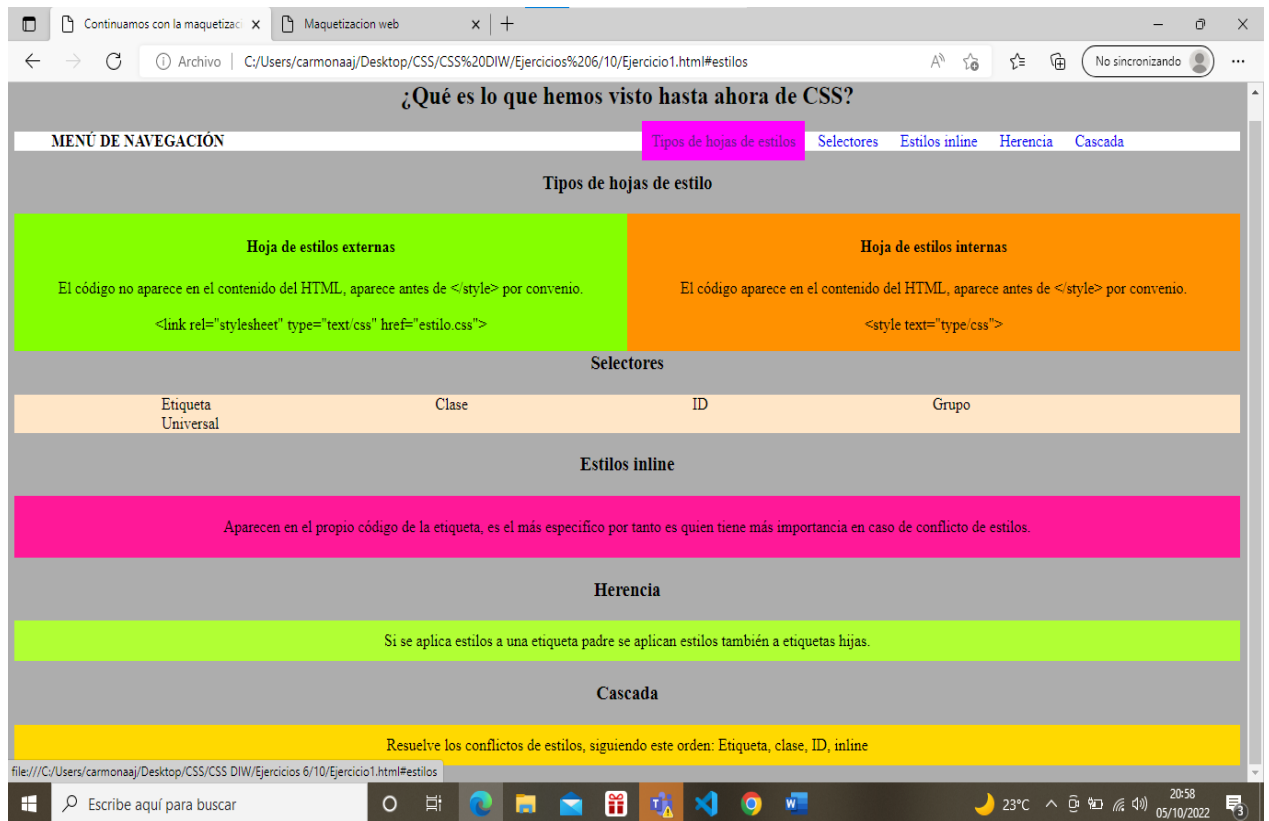 Continuamos con la maquetizaci
Maquetizacion web
Archivo
C:/Users/carmonaaj/Desktop/CSS/CSS%20DIW/Ejercicios%206/10/Ejercicio1.html#estilos
No sincronizando
¿Qué es lo que hemos visto hasta ahora de CSS?
MENÚ DE NAVEGACIÓN Tipos de hojas de estilos Selectores Estilos inline Herencia Cascada
Tipos de hojas de estilo
Hoja de estilos externas
El código no aparece en el contenido del HTML, aparece antes de </style> por convenio.
<link rel="stylesheet" type="text/css" href="estilo.css">
Hoja de estilos internas
El código aparece en el contenido del HTML, aparece antes de </style> por convenio.
<style text="type/css">
Selectores
Etiqueta Clase ID Grupo
Universal
Estilos inline
Aparecen en el propio código de la etiqueta, es el más especifíco por tanto es quien tiene más importancia en caso de conflicto de estilos.
Herencia
Si se aplica estilos a una etiqueta padre se aplican estilos también a etiquetas hijas.
Cascada
Resuelve los conflictos de estilos, siguiendo este orden: Etiqueta, clase, ID, inline
file:///C:/Users/carmonaaj/Desktop/CSS/CSS DIW/Ejercicios 6/10/Ejercicio1.html#estilos
Escribe aquí para buscar
23°C
20:58
05/10/2022
3